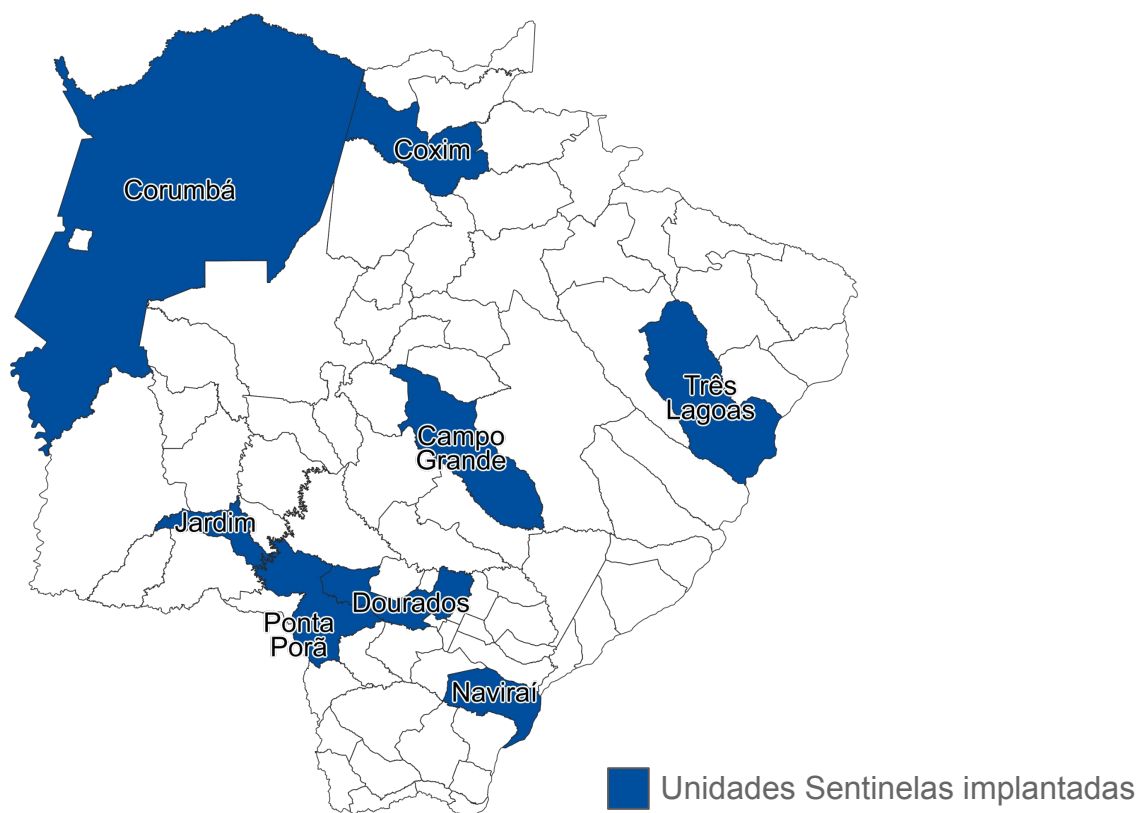 Coxim
Corumbá
Três
Lagoas
Campo
Grande
Jardim
Dourados
Ponta
Porã
Naviraí
Unidades Sentinelas implantadas